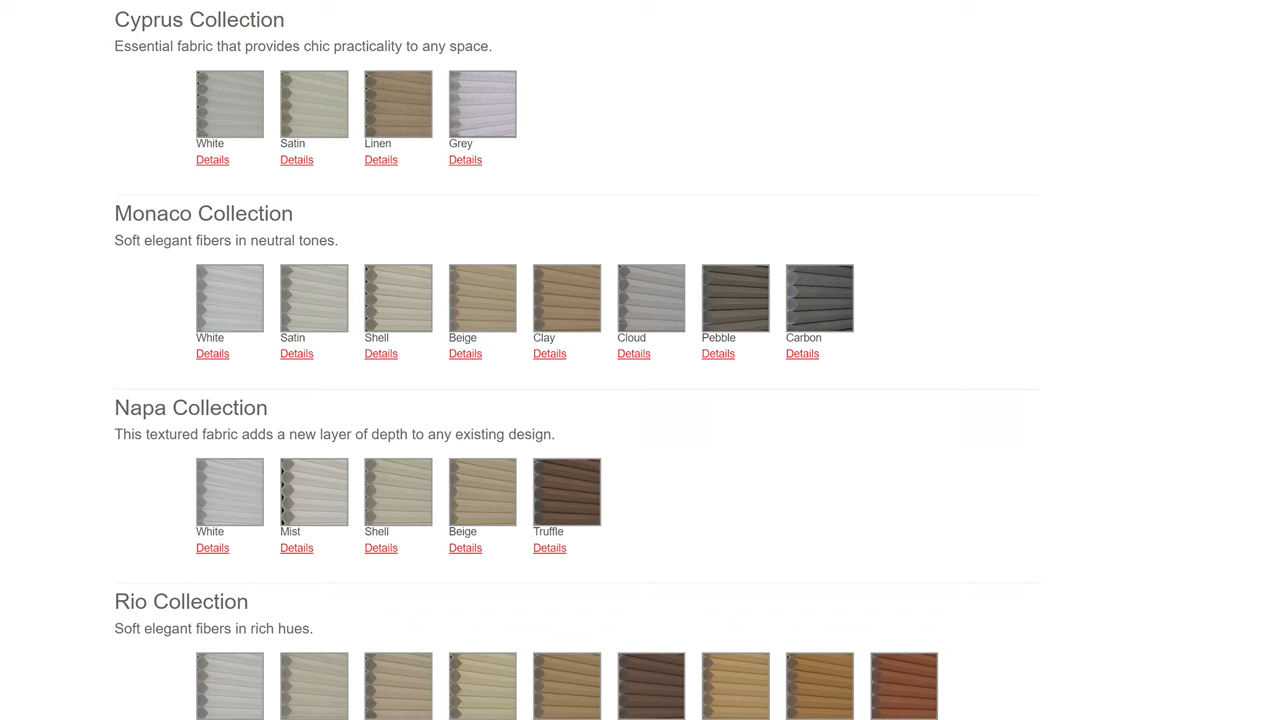 Cyprus Collection
Essential fabric that provides chic practicality to any space.
White Satin Linen Grey
Details Details Details Details
Monaco Collection
Soft elegant fibers in neutral tones.
White Satin Shell Beige Clay Cloud Pebble Carbon
Details Details Details Details Details Details Details Details
Napa Collection
This textured fabric adds a new layer of depth to any existing design.
White Mist Shell Beige Truffle
Details Details Details Details Details
Rio Collection
Soft elegant fibers in rich hues.